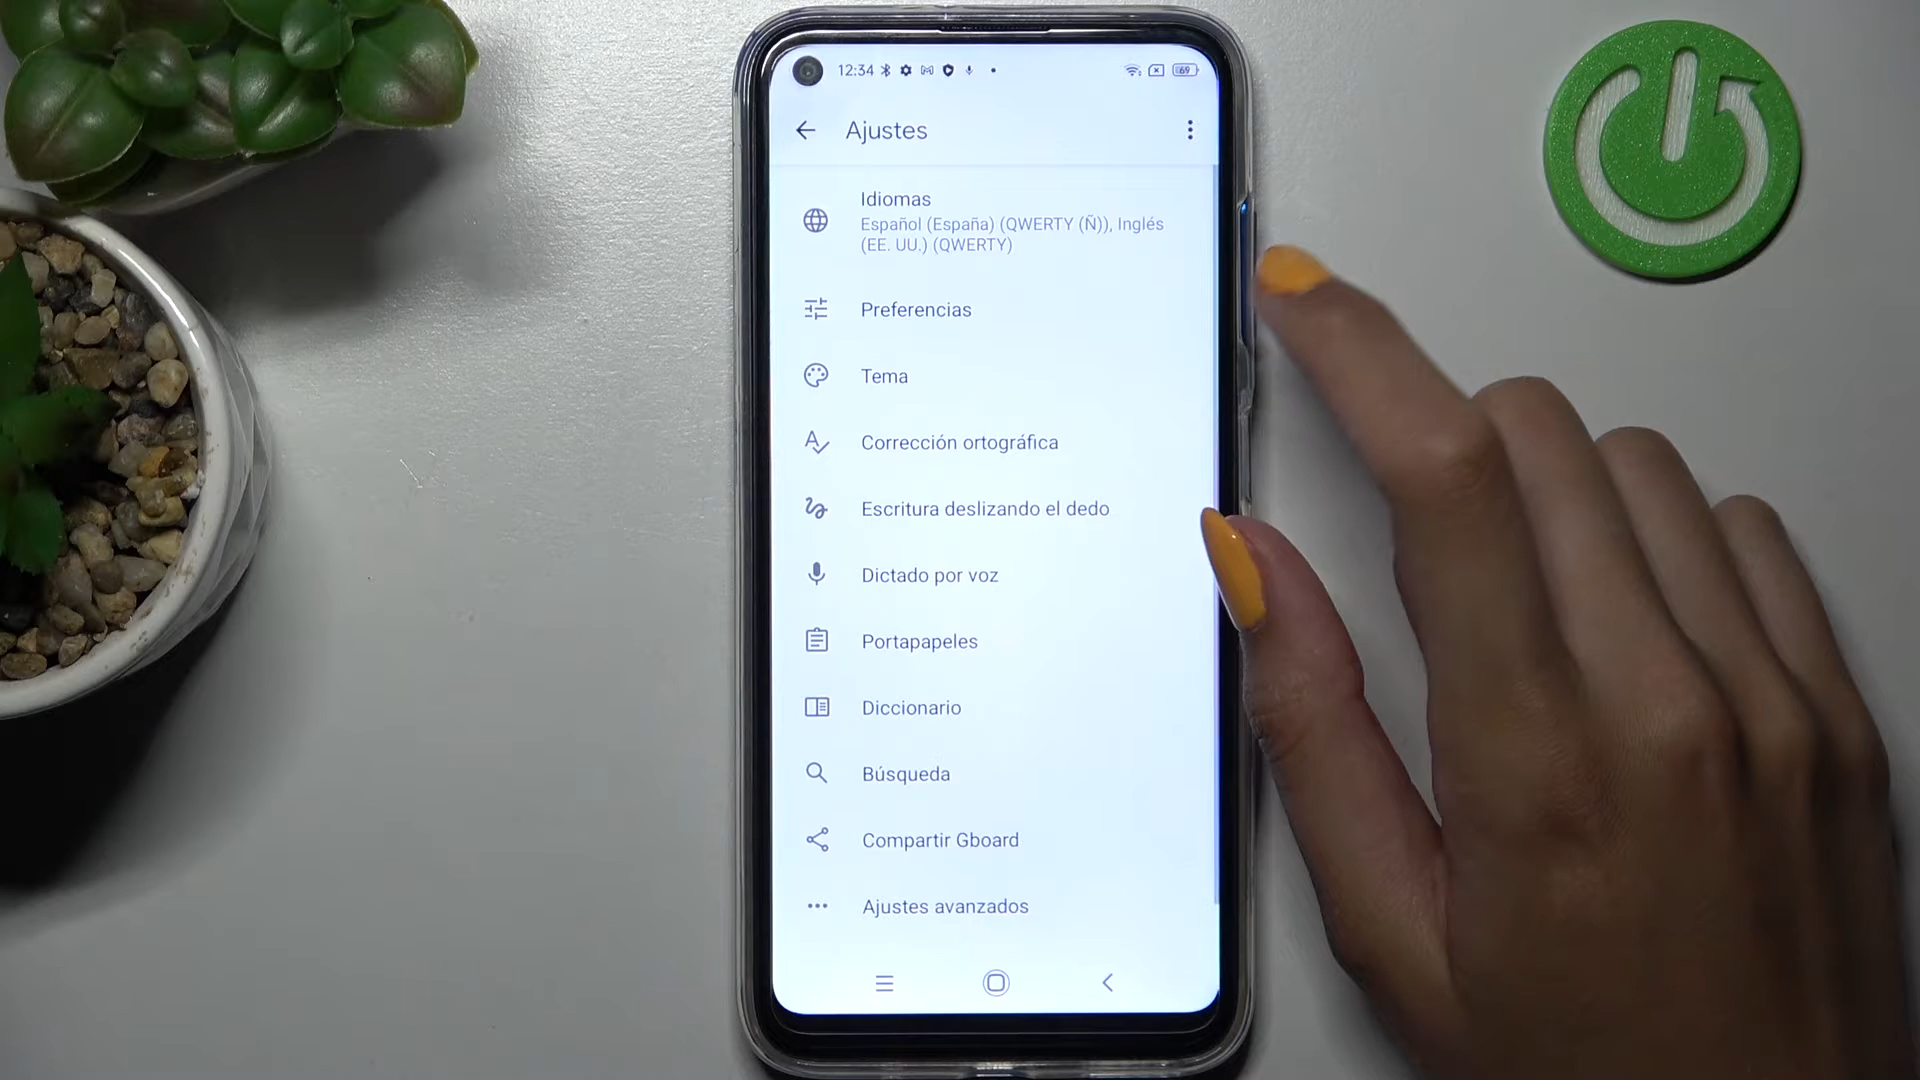 12:34
69
Ajustes
Idiomas
Español (España) (QWERTY (Ñ)), Inglés
(EE. UU.) (QWERTY)
Preferencias
Tema
Corrección ortográfica
Escritura deslizando el dedo
Dictado por voz
Portapapeles
Diccionario
Búsqueda
Compartir Gboard
Ajustes avanzados